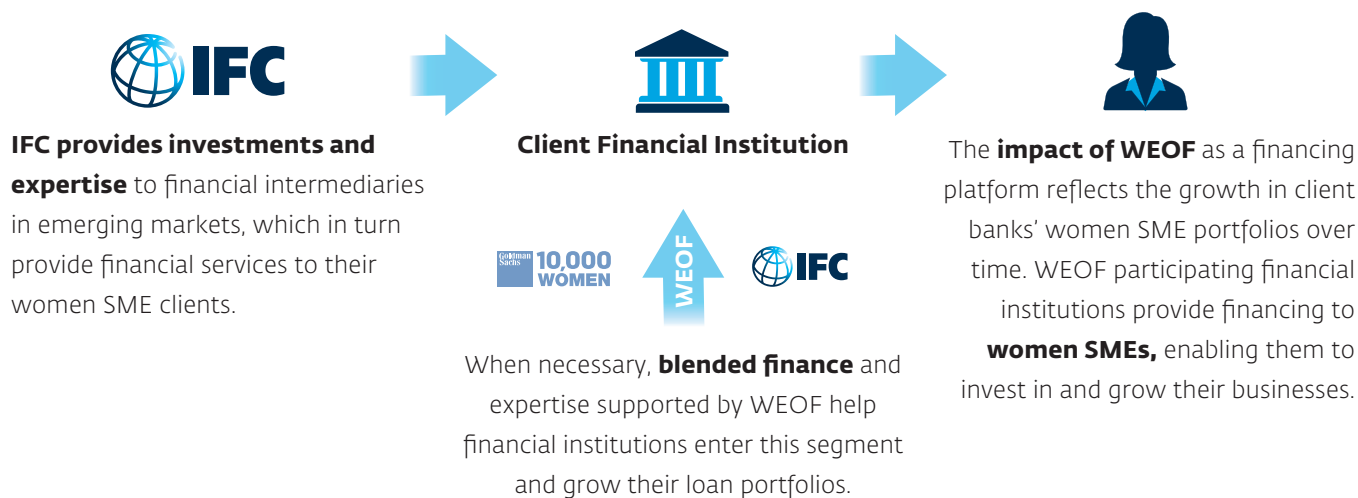 IFC
IFC provides investments and
expertise to financial intermediaries
in emerging markets, which in turn
provide financial services to their
women SME clients.
Client Financial Institution
Goldman
Sachs
10,000
WOMEN
WEOF
IFC
When necessary, blended finance and
expertise supported by WEOF help
financial institutions enter this segment
and grow their loan portfolios.
The impact of WEOF as a financing
platform reflects the growth in client
banks’ women SME portfolios over
time. WEOF participating financial
institutions provide financing to
women SMEs, enabling them to
invest in and grow their businesses.